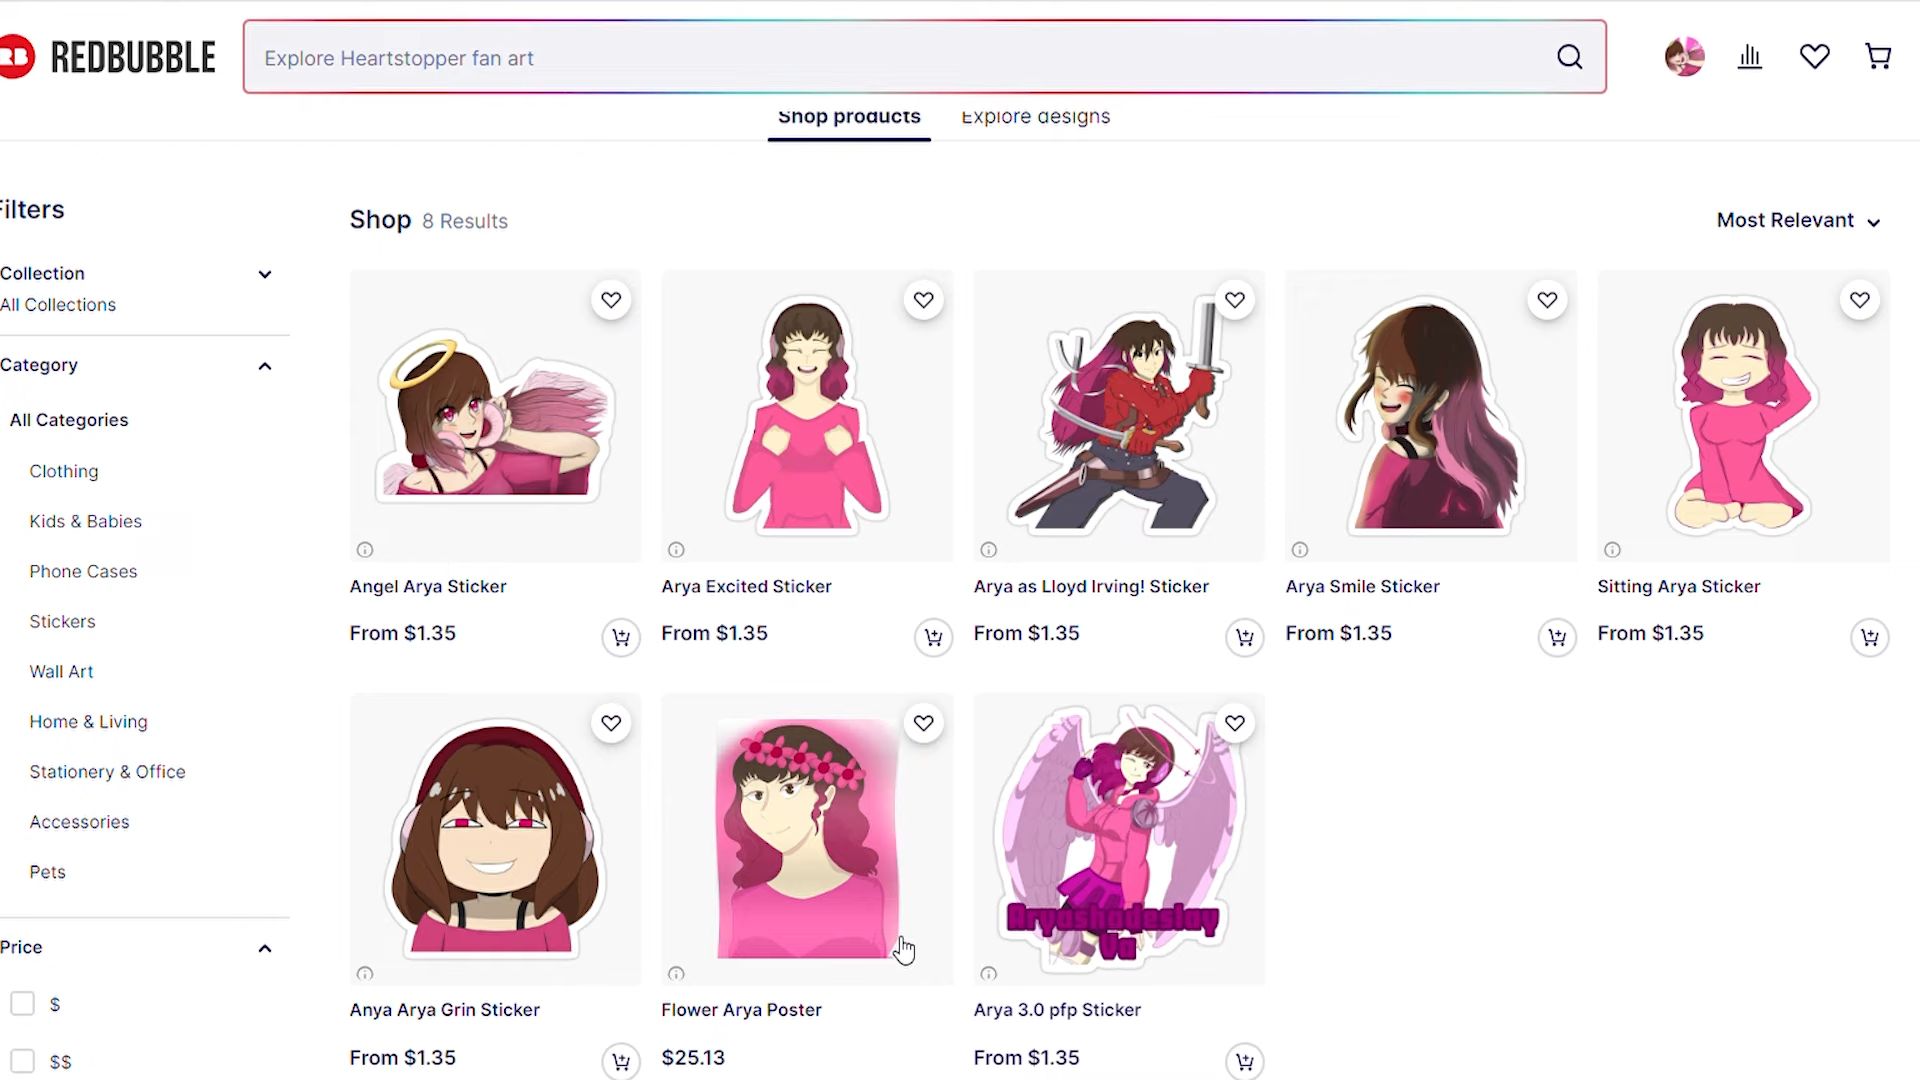 RB REDBUBBLE
Explore Heartstopper fan art
Shop products
Explore designs
Filters
Shop 8 Results
Most Relevant
Collection
All Collections
Category
All Categories
Clothing
Kids & Babies
Phone Cases
Stickers
Wall Art
Home & Living
Stationery & Office
Accessories
Pets
Price
$
$$
Angel Arya Sticker
From $1.35
Arya Excited Sticker
From $1.35
Arya as Lloyd Irving! Sticker
From $1.35
Arya Smile Sticker
From $1.35
Sitting Arya Sticker
From $1.35
Anya Arya Grin Sticker
From $1.35
Flower Arya Poster
$25.13
Aryashadeslay
Va
Arya 3.0 pfp Sticker
From $1.35